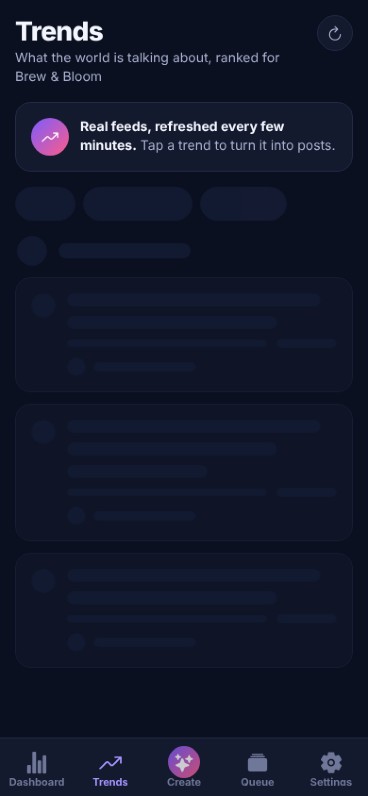 Trends
What the world is talking about, ranked for
Brew & Bloom
Real feeds, refreshed every few
minutes. Tap a trend to turn it into posts.
Dashboard
Trends
Create
Queue
Settings